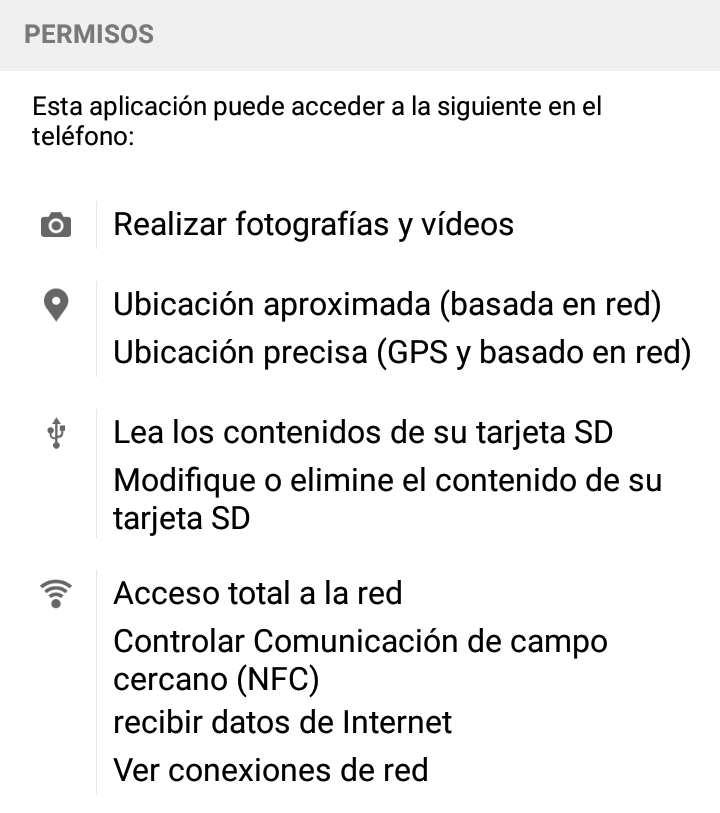 PERMISOS
Esta aplicación puede acceder a la siguiente en el
teléfono:
Realizar fotografías y vídeos
Ubicación aproximada (basada en red)
Ubicación precisa (GPS y basado en red)
Lea los contenidos de su tarjeta SD
Modifique o elimine el contenido de su
tarjeta SD
Acceso total a la red
Controlar Comunicación de campo
cercano (NFC)
recibir datos de Internet
Ver conexiones de red